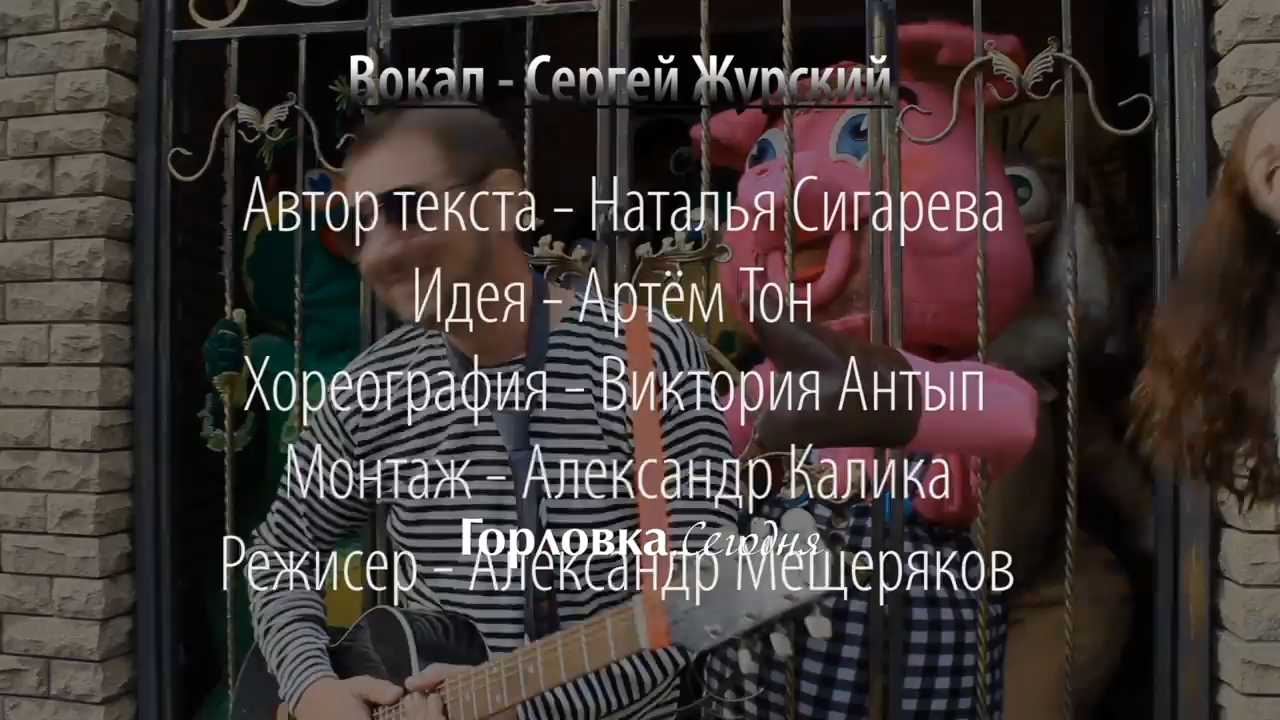 Вокал - Сергей Журский
Автор текста - Наталья Сигарева
Идея - Артём Тон
Хореография - Виктория Антып
Монтаж - Александр Калика
Горловка.Сегодня
Режисер - Александр Мещеряков